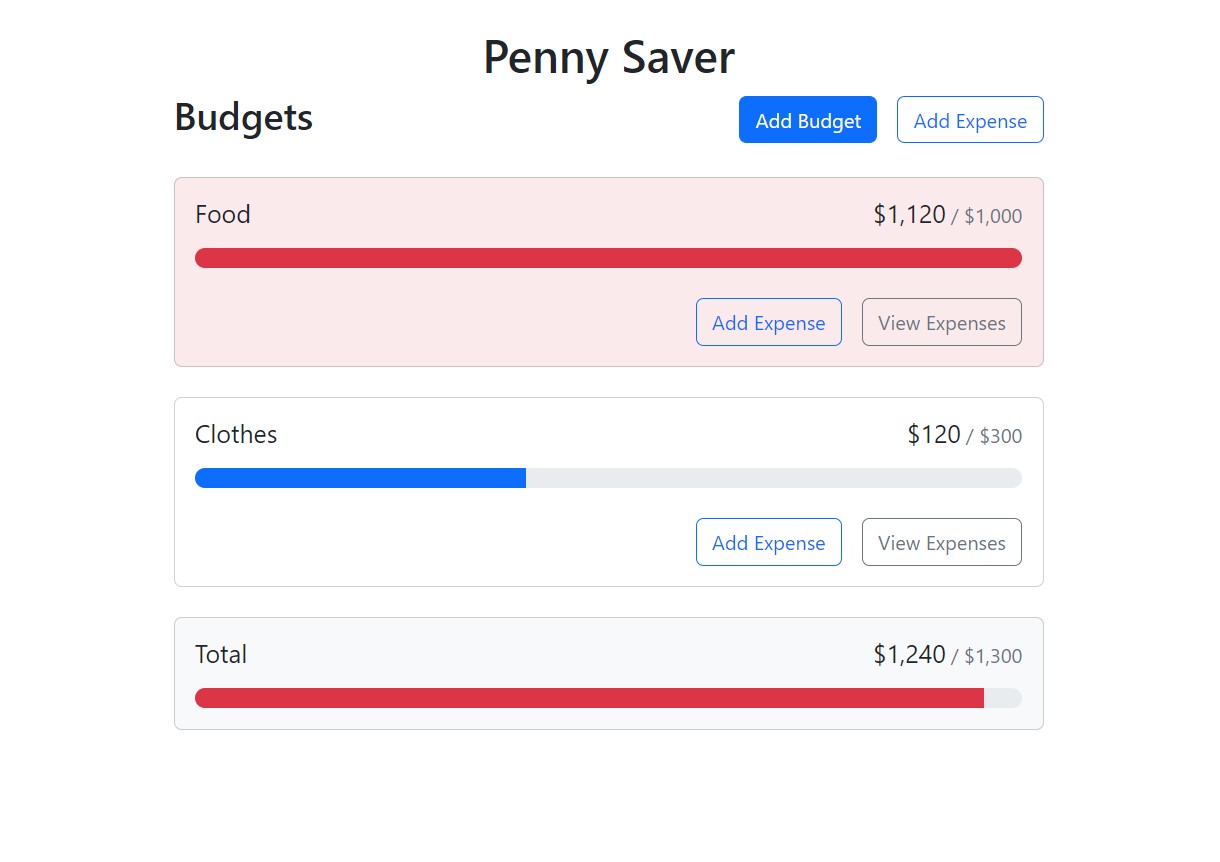 Penny Saver
Budgets
Add Budget
Add Expense
Food
$1,120 / $1,000
Add Expense
View Expenses
Clothes
$120 / $300
Add Expense
View Expenses
Total
$1,240 / $1,300